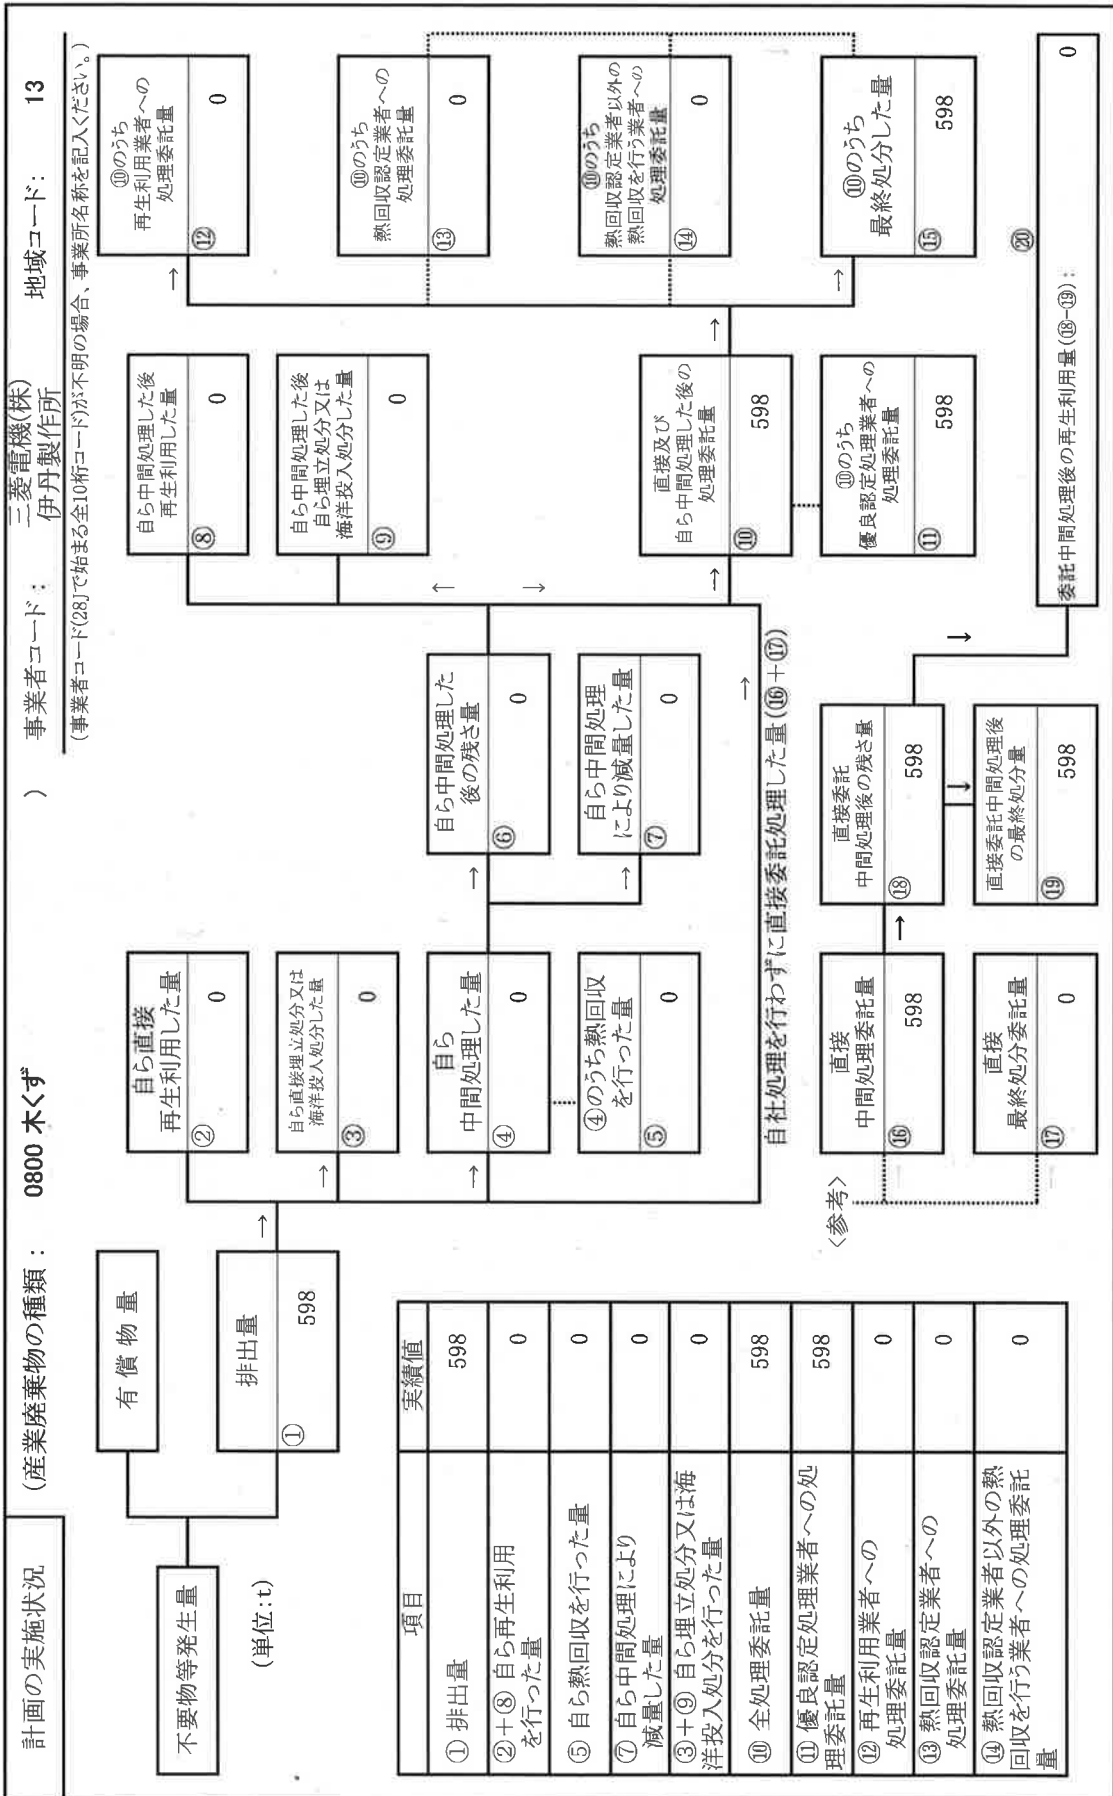 計画の実施状況
(産業廃棄物の種類： 0800 木くず )
事業者コード： 三菱電機(株)
伊丹製作所
地域コード： 13
(事業者コード(「28」で始まる全10桁コード)が不明の場合、事業所名称を記入ください。)
不要物等発生量
(単位:t)
有 償 物 量
排出量
① 598
→
自ら直接
再生利用した量
② 0
→
自ら直接埋立処分又は
海洋投入処分した量
③ 0
→
自ら
中間処理した量
④ 0
④のうち熱回収
を行った量
⑤ 0
→
自ら中間処理した
後の残さ量
⑥ 0
→
自ら中間処理
により減量した量
⑦ 0
↑
↓
自ら中間処理した後
再生利用した量
⑧ 0
自ら中間処理した後
自ら埋立処分又は
海洋投入処分した量
⑨ 0
→
自社処理を行わずに直接委託処理した量(⑯＋⑰)
→
直接及び
自ら中間処理した後の
処理委託量
⑩ 598
⑩のうち
優良認定処理業者への
処理委託量
⑪ 598
→
→
⑩のうち
再生利用業者への
処理委託量
⑫ 0
⑩のうち
熱回収認定業者への
処理委託量
⑬ 0
⑩のうち
熱回収認定業者以外の
熱回収を行う業者への
処理委託量
⑭ 0
→
⑩のうち
最終処分した量
⑮ 598
〈参考〉
直接
中間処理委託量
⑯ 598
直接
最終処分委託量
⑰ 0
→
直接委託
中間処理後の残さ量
⑱ 598
↓
直接委託中間処理後
の最終処分量
⑲ 598
↓
⑳
委託中間処理後の再生利用量(⑱-⑲)： 0
項目 実績値
① 排出量 598
②＋⑧ 自ら再生利用
を行った量 0
⑤ 自ら熱回収を行った量 0
⑦ 自ら中間処理により
減量した量 0
③＋⑨ 自ら埋立処分又は海
洋投入処分を行った量 0
⑩ 全処理委託量 598
⑪ 優良認定処理業者への処
理委託量 598
⑫ 再生利用業者への
処理委託量 0
⑬ 熱回収認定業者への
処理委託量 0
⑭ 熱回収認定業者以外の熱
回収を行う業者への処理委託
量 0